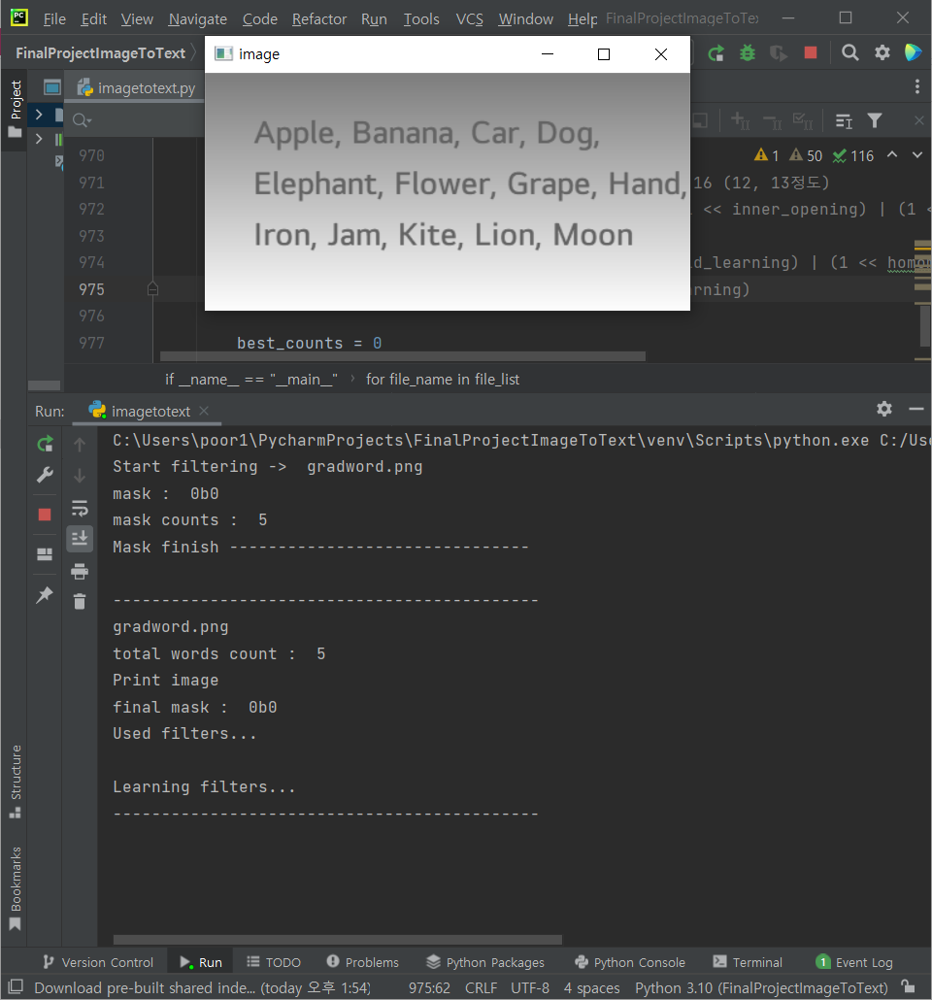 File Edit View Navigate Code Refactor Run Tools VCS Window Help FinalProjectImageToTex
FinalProjectImageToText
image
Project
imagetotext.py
Apple, Banana, Car, Dog,
Elephant, Flower, Grape, Hand,
Iron, Jam, Kite, Lion, Moon
1 50 116
970
971 16 (12, 13정도)
972 << inner_opening) | (1 <
973
974 d_learning) | (1 << homo
975 rning)
976
977 best_counts = 0
if __name__ == "__main__" › for file_name in file_list
Run: imagetotext
C:\Users\poor1\PycharmProjects\FinalProjectImageToText\venv\Scripts\python.exe C:/Use
Start filtering -> gradword.png
mask : 0b0
mask counts : 5
Mask finish -------------------------------
--------------------------------------------
gradword.png
total words count : 5
Print image
final mask : 0b0
Used filters...
Learning filters...
--------------------------------------------
Structure
Bookmarks
Version Control Run TODO Problems Python Packages Python Console Terminal 1 Event Log
Download pre-built shared inde... (today 오후 1:54) 975:62 CRLF UTF-8 4 spaces Python 3.10 (FinalProjectImageToText)